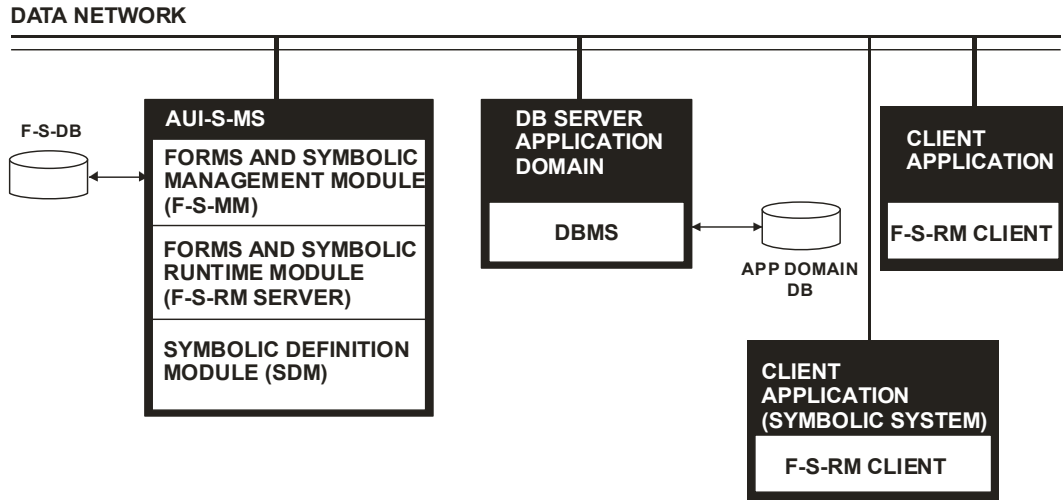 DATA NETWORK
F-S-DB
AUI-S-MS
FORMS AND SYMBOLIC
MANAGEMENT MODULE
(F-S-MM)
FORMS AND SYMBOLIC
RUNTIME MODULE
(F-S-RM SERVER)
SYMBOLIC DEFINITION
MODULE (SDM)
DB SERVER
APPLICATION
DOMAIN
DBMS
APP DOMAIN
DB
CLIENT
APPLICATION
F-S-RM CLIENT
CLIENT
APPLICATION
(SYMBOLIC SYSTEM)
F-S-RM CLIENT